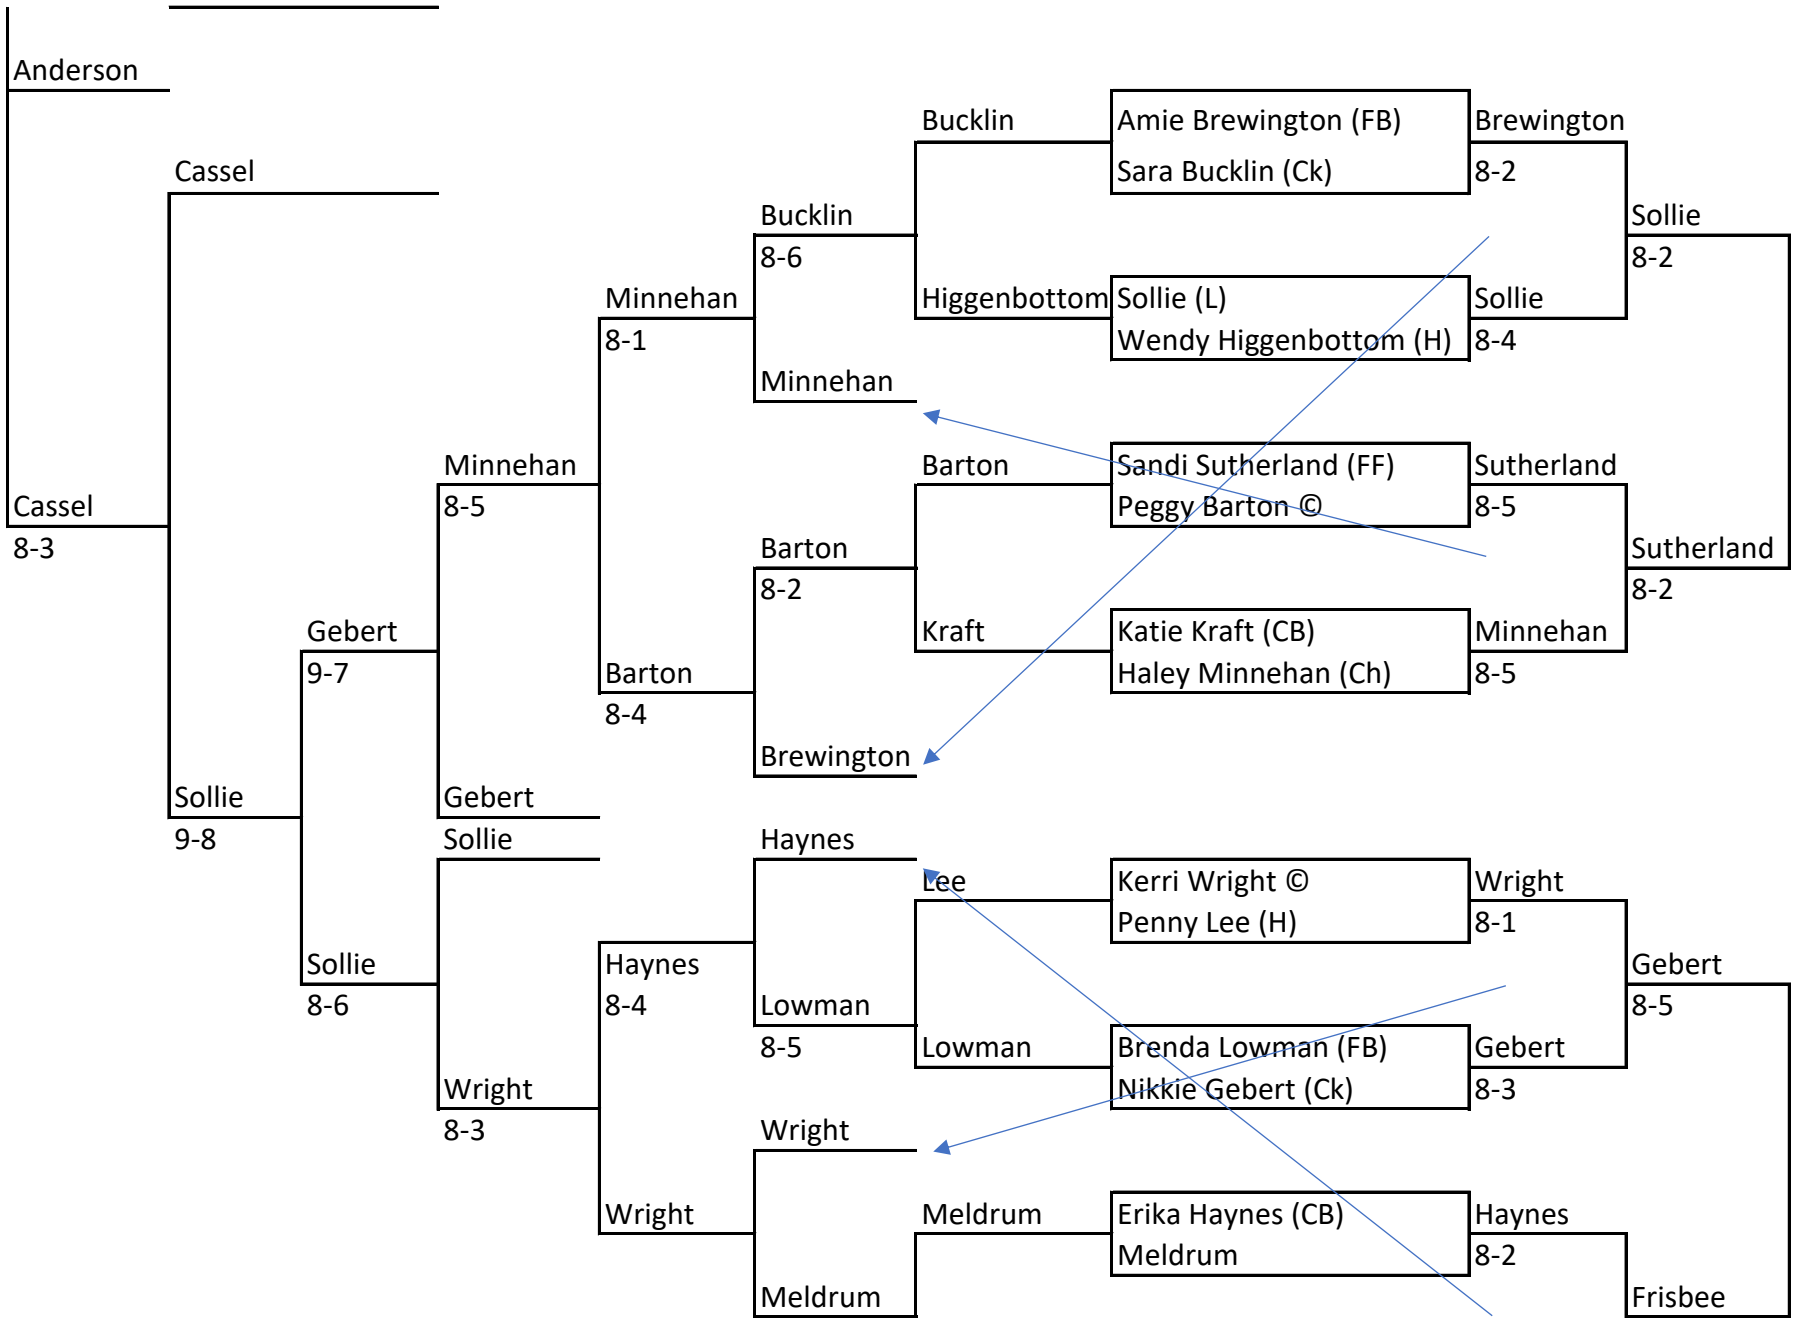 Anderson
Bucklin
Amie Brewington (FB)
Brewington
Cassel
Sara Bucklin (Ck)
8-2
Bucklin
Sollie
8-6
8-2
Minnehan
Higgenbottom
Sollie (L)
Sollie
8-1
Wendy Higgenbottom (H)
8-4
Minnehan
Minnehan
Barton
Sandi Sutherland (FF)
Sutherland
Cassel
8-5
Peggy Barton ©
8-5
8-3
Barton
Sutherland
8-2
8-2
Gebert
Kraft
Katie Kraft (CB)
Minnehan
9-7
Barton
Haley Minnehan (Ch)
8-5
8-4
Brewington
Sollie
Gebert
9-8
Sollie
Haynes
Lee
Kerri Wright ©
Wright
Penny Lee (H)
8-1
Sollie
Haynes
Gebert
8-6
8-4
Lowman
8-5
8-5
Lowman
Brenda Lowman (FB)
Gebert
Wright
Nikkie Gebert (Ck)
8-3
8-3
Wright
Wright
Meldrum
Erika Haynes (CB)
Haynes
Meldrum
8-2
Meldrum
Frisbee